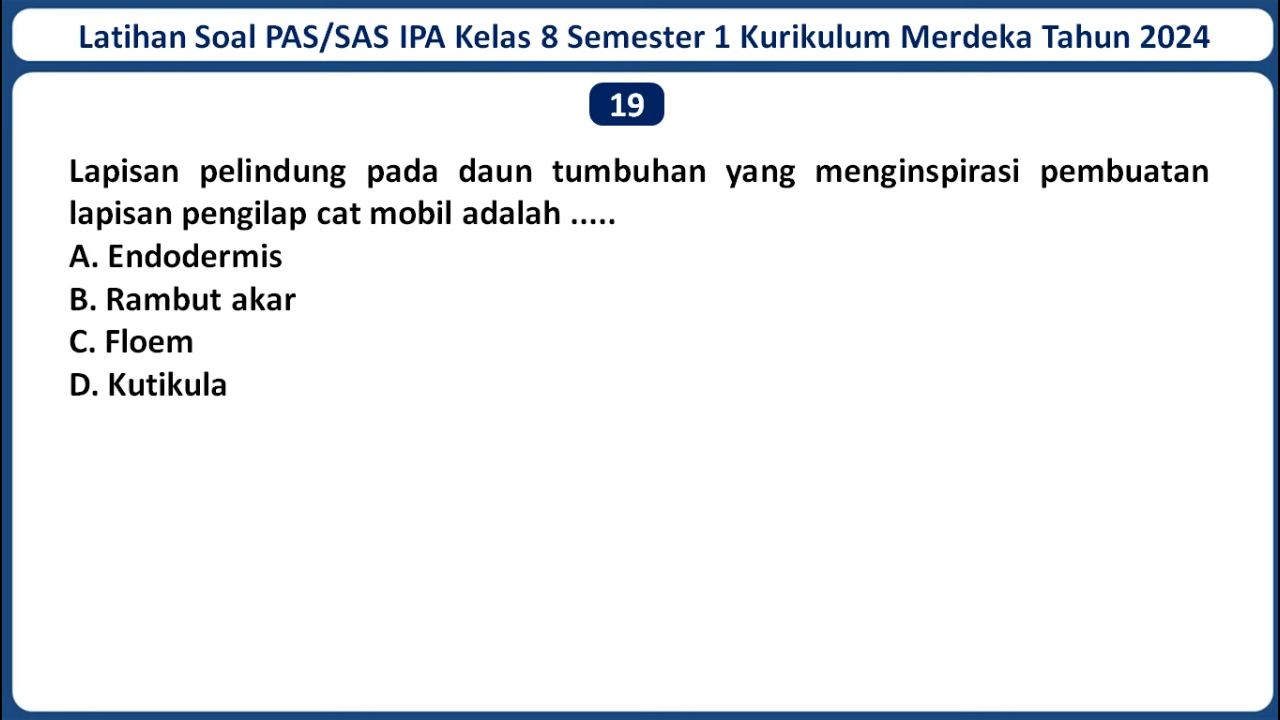 Latihan Soal PAS/SAS IPA Kelas 8 Semester 1 Kurikulum Merdeka Tahun 2024
19
Lapisan pelindung pada daun tumbuhan yang menginspirasi pembuatan
lapisan pengilap cat mobil adalah .....
A. Endodermis
B. Rambut akar
C. Floem
D. Kutikula